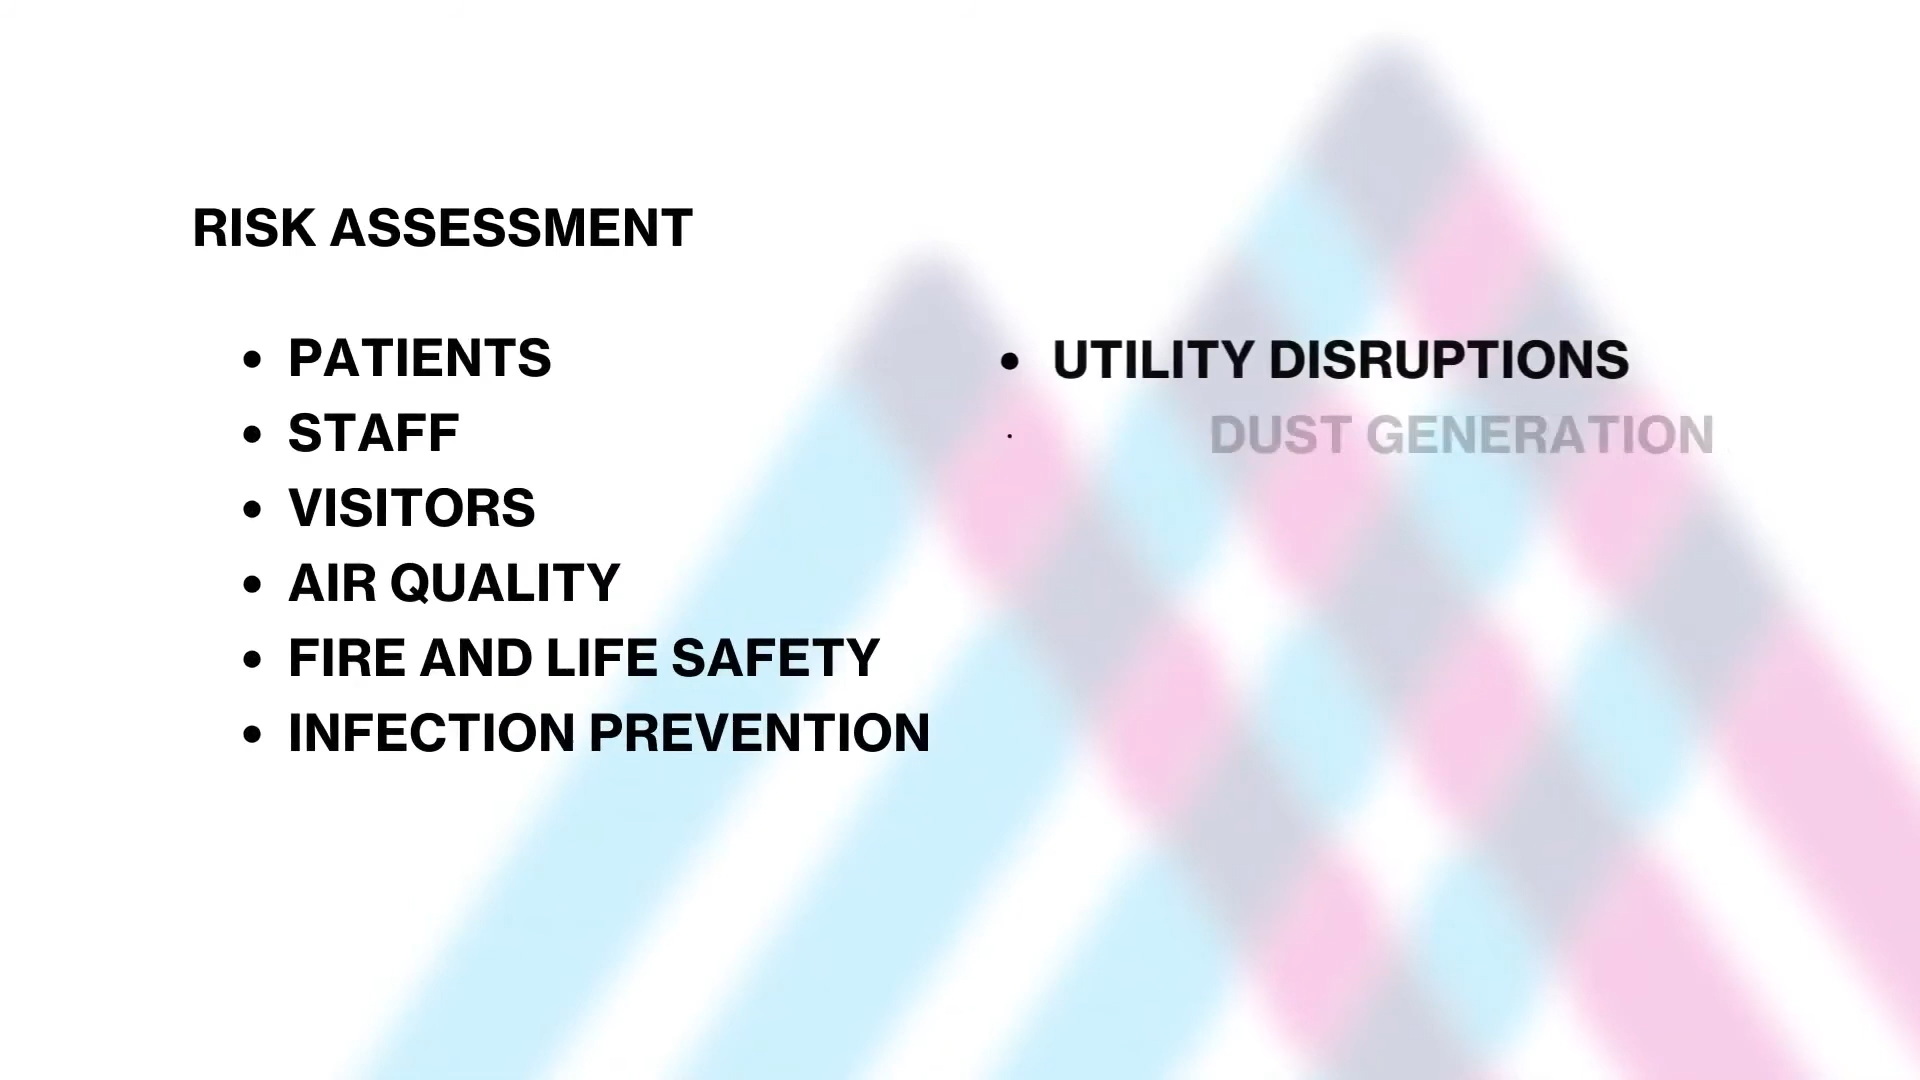 RISK ASSESSMENT
• PATIENTS
• STAFF
• VISITORS
• AIR QUALITY
• FIRE AND LIFE SAFETY
• INFECTION PREVENTION
• UTILITY DISRUPTIONS
• DUST GENERATION